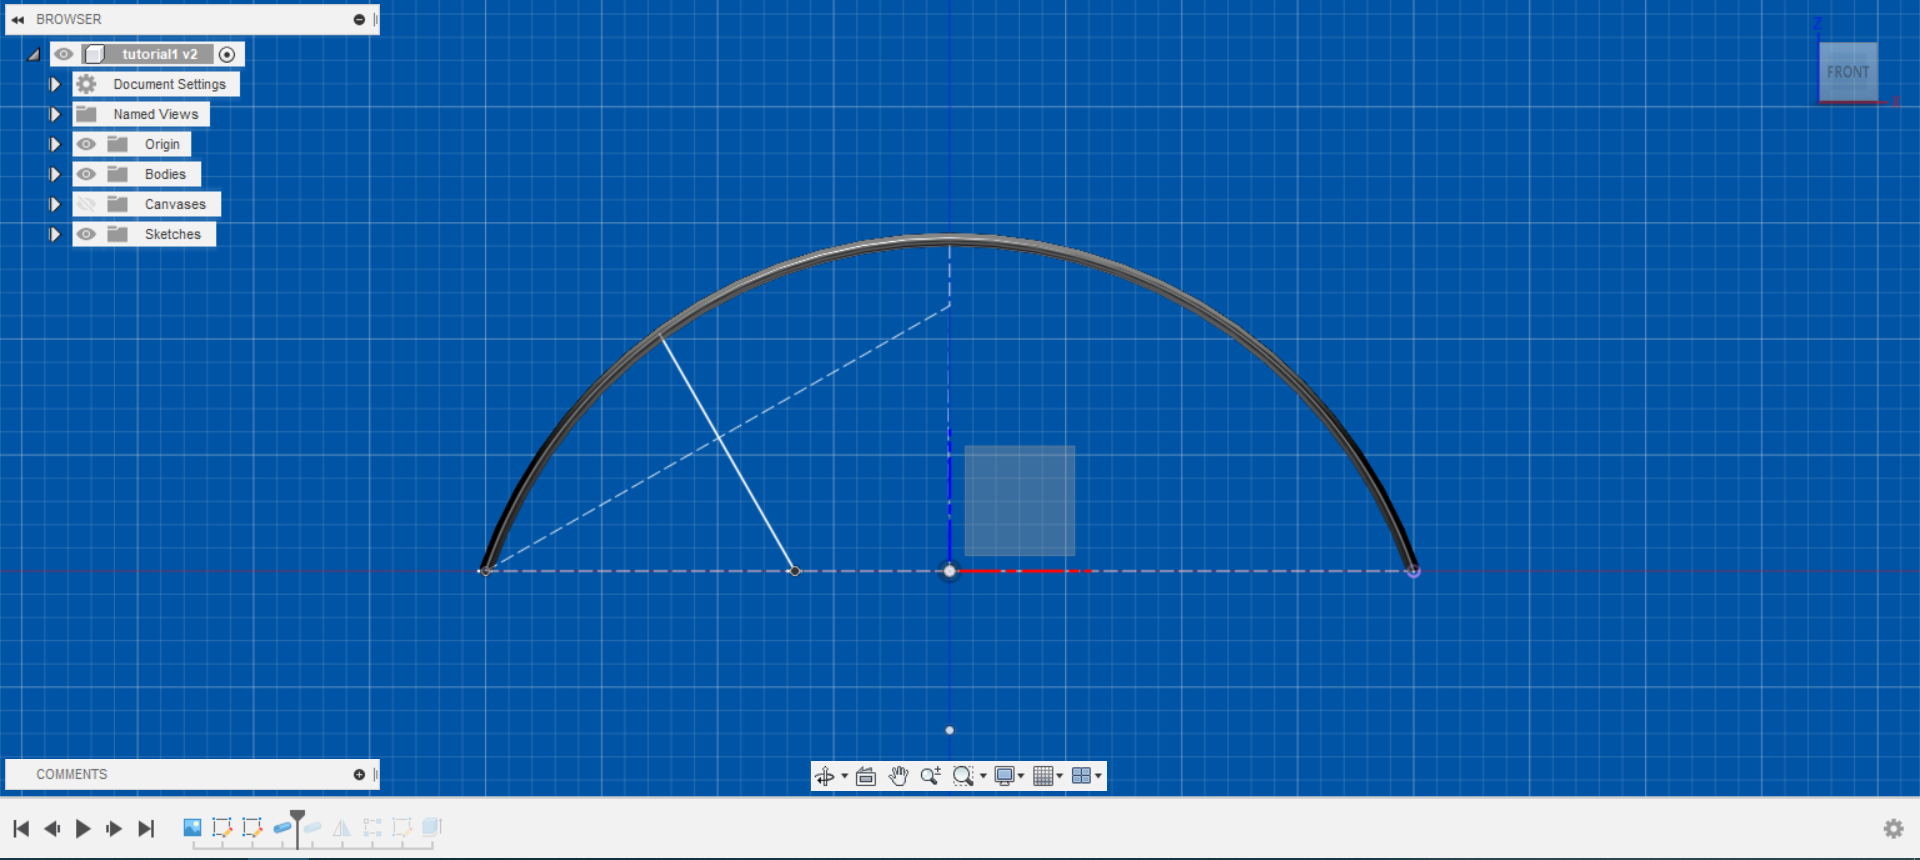 BROWSER
tutorial1 v2
Document Settings
Named Views
Origin
Bodies
Canvases
Sketches
Z
FRONT
X
COMMENTS